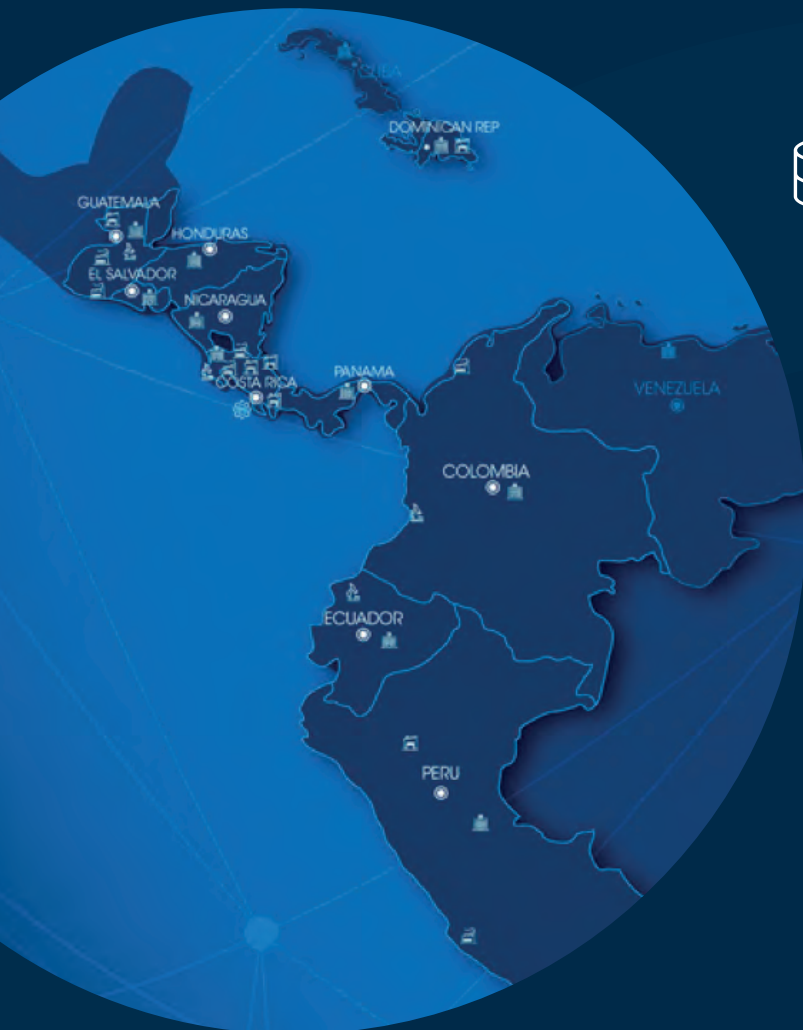 CUBA
DOMINICAN REP
GUATEMALA
HONDURAS
EL SALVADOR
NICARAGUA
COSTA RICA
PANAMA
VENEZUELA
COLOMBIA
ECUADOR
PERU